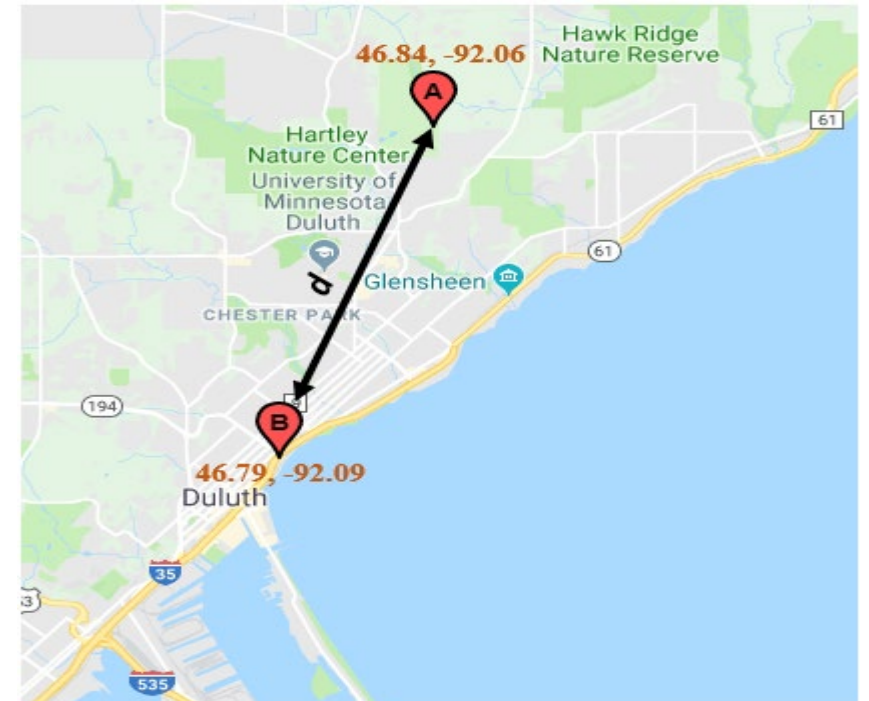 Hawk Ridge
Nature Reserve
46.84, -92.06
A
61
Hartley
Nature Center
University of
Minnesota
Duluth
d
61
Glensheen
CHESTER PARK
194
B
46.79, -92.09
Duluth
35
53
535